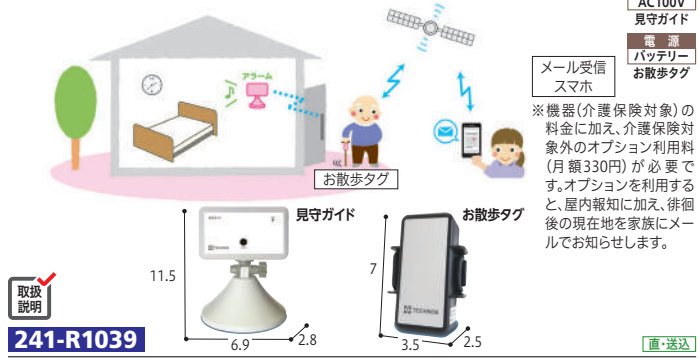 AC100V
見守ガイド
電 源
バッテリー
お散歩タグ
メール受信
スマホ
アラーム
お散歩タグ
※機器(介護保険対象)の
料金に加え、介護保険対
象外のオプション利用料
(月額330円)が必要で
す。オプションを利用する
と、屋内報知に加え、徘徊
後の現在地を家族にメー
ルでお知らせします。
見守ガイド
お散歩タグ
TECHNOS
11.5
6.9
2.8
7
TECHNOS
3.5
2.5
取扱
説明
241-R1039
直・送込